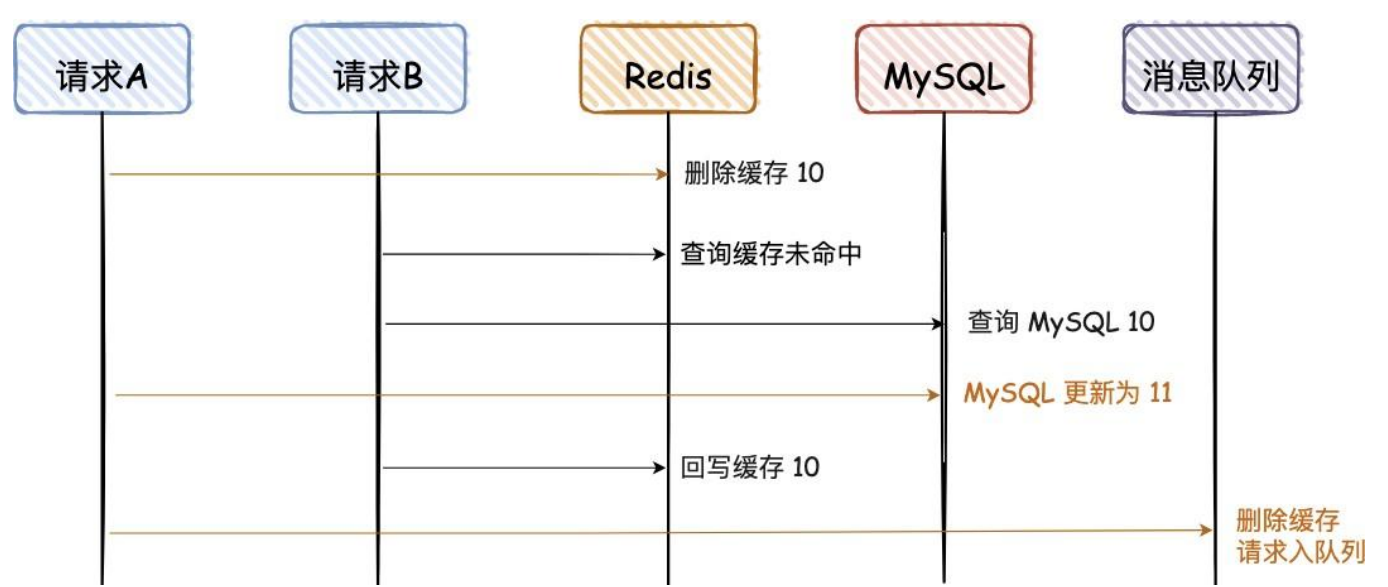 请求A
请求B
Redis
MySQL
消息队列
删除缓存 10
查询缓存未命中
查询 MySQL 10
MySQL 更新为 11
回写缓存 10
删除缓存
请求入队列